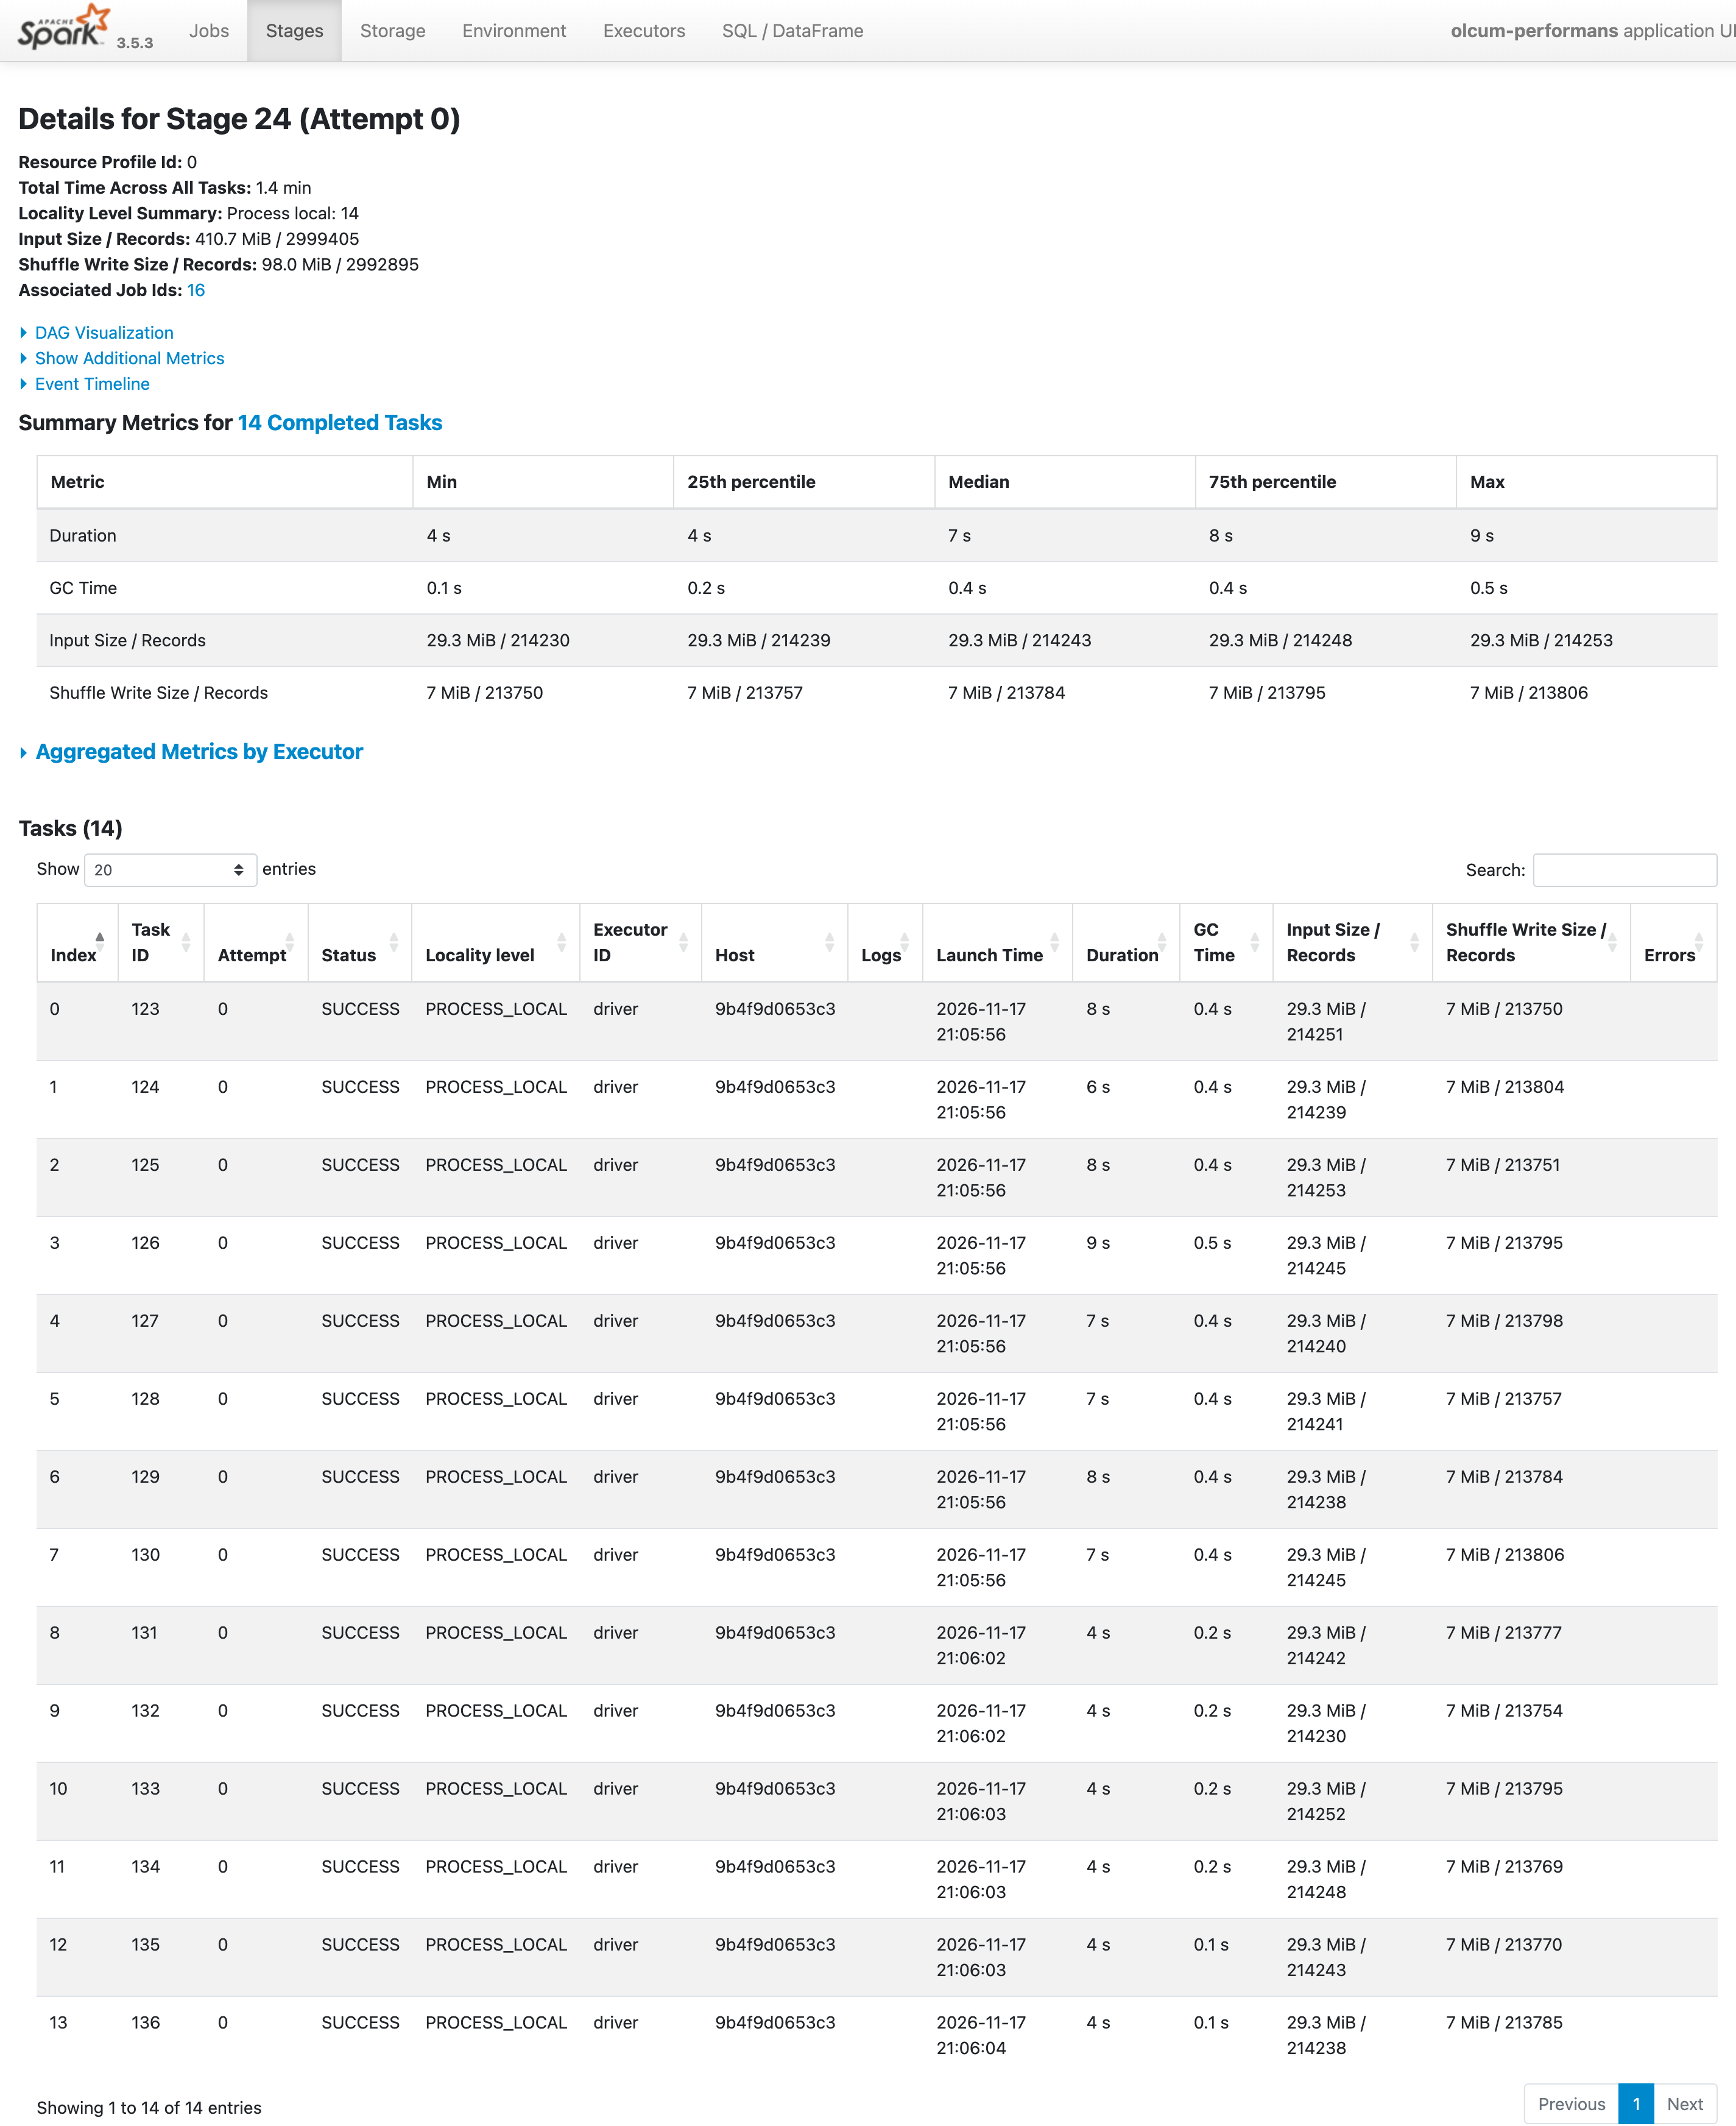 APACHE
Spark 3.5.3 Jobs Stages Storage Environment Executors SQL / DataFrame olcum-performans application UI
Details for Stage 24 (Attempt 0)
Resource Profile Id: 0
Total Time Across All Tasks: 1.4 min
Locality Level Summary: Process local: 14
Input Size / Records: 410.7 MiB / 2999405
Shuffle Write Size / Records: 98.0 MiB / 2992895
Associated Job Ids: 16
DAG Visualization
Show Additional Metrics
Event Timeline
Summary Metrics for 14 Completed Tasks
Metric Min 25th percentile Median 75th percentile Max
Duration 4 s 4 s 7 s 8 s 9 s
GC Time 0.1 s 0.2 s 0.4 s 0.4 s 0.5 s
Input Size / Records 29.3 MiB / 214230 29.3 MiB / 214239 29.3 MiB / 214243 29.3 MiB / 214248 29.3 MiB / 214253
Shuffle Write Size / Records 7 MiB / 213750 7 MiB / 213757 7 MiB / 213784 7 MiB / 213795 7 MiB / 213806
Aggregated Metrics by Executor
Tasks (14)
Show 20 entries Search:
Task Executor GC Input Size / Shuffle Write Size /
Index ID Attempt Status Locality level ID Host Logs Launch Time Duration Time Records Records Errors
0 123 0 SUCCESS PROCESS_LOCAL driver 9b4f9d0653c3 2026-11-17 8 s 0.4 s 29.3 MiB / 7 MiB / 213750
21:05:56 214251
1 124 0 SUCCESS PROCESS_LOCAL driver 9b4f9d0653c3 2026-11-17 6 s 0.4 s 29.3 MiB / 7 MiB / 213804
21:05:56 214239
2 125 0 SUCCESS PROCESS_LOCAL driver 9b4f9d0653c3 2026-11-17 8 s 0.4 s 29.3 MiB / 7 MiB / 213751
21:05:56 214253
3 126 0 SUCCESS PROCESS_LOCAL driver 9b4f9d0653c3 2026-11-17 9 s 0.5 s 29.3 MiB / 7 MiB / 213795
21:05:56 214245
4 127 0 SUCCESS PROCESS_LOCAL driver 9b4f9d0653c3 2026-11-17 7 s 0.4 s 29.3 MiB / 7 MiB / 213798
21:05:56 214240
5 128 0 SUCCESS PROCESS_LOCAL driver 9b4f9d0653c3 2026-11-17 7 s 0.4 s 29.3 MiB / 7 MiB / 213757
21:05:56 214241
6 129 0 SUCCESS PROCESS_LOCAL driver 9b4f9d0653c3 2026-11-17 8 s 0.4 s 29.3 MiB / 7 MiB / 213784
21:05:56 214238
7 130 0 SUCCESS PROCESS_LOCAL driver 9b4f9d0653c3 2026-11-17 7 s 0.4 s 29.3 MiB / 7 MiB / 213806
21:05:56 214245
8 131 0 SUCCESS PROCESS_LOCAL driver 9b4f9d0653c3 2026-11-17 4 s 0.2 s 29.3 MiB / 7 MiB / 213777
21:06:02 214242
9 132 0 SUCCESS PROCESS_LOCAL driver 9b4f9d0653c3 2026-11-17 4 s 0.2 s 29.3 MiB / 7 MiB / 213754
21:06:02 214230
10 133 0 SUCCESS PROCESS_LOCAL driver 9b4f9d0653c3 2026-11-17 4 s 0.2 s 29.3 MiB / 7 MiB / 213795
21:06:03 214252
11 134 0 SUCCESS PROCESS_LOCAL driver 9b4f9d0653c3 2026-11-17 4 s 0.2 s 29.3 MiB / 7 MiB / 213769
21:06:03 214248
12 135 0 SUCCESS PROCESS_LOCAL driver 9b4f9d0653c3 2026-11-17 4 s 0.1 s 29.3 MiB / 7 MiB / 213770
21:06:03 214243
13 136 0 SUCCESS PROCESS_LOCAL driver 9b4f9d0653c3 2026-11-17 4 s 0.1 s 29.3 MiB / 7 MiB / 213785
21:06:04 214238
Showing 1 to 14 of 14 entries Previous 1 Next